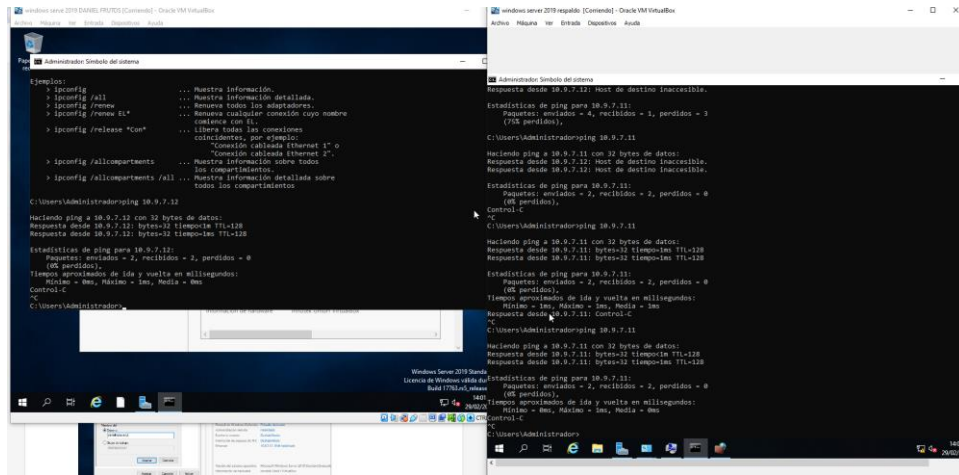 windows serve 2019 DANIEL FRUTOS [Corriendo] - Oracle VM VirtualBox
Archivo Máquina Ver Entrada Dispositivos Ayuda
Administrador: Símbolo del sistema
Ejemplos:
> ipconfig ... Muestra información.
> ipconfig /all ... Muestra información detallada.
> ipconfig /renew ... Renueva todos los adaptadores.
> ipconfig /renew EL* ... Renueva cualquier conexión cuyo nombre
comience con EL.
> ipconfig /release *Con* ... Libera todas las conexiones
coincidentes, por ejemplo:
"Conexión cableada Ethernet 1" o
"Conexión cableada Ethernet 2".
> ipconfig /allcompartments ... Muestra información sobre todos
los compartimientos.
> ipconfig /allcompartments /all ... Muestra información detallada sobre
todos los compartimientos
C:\Users\Administrador>ping 10.9.7.12
Haciendo ping a 10.9.7.12 con 32 bytes de datos:
Respuesta desde 10.9.7.12: bytes=32 tiempo<1m TTL=128
Respuesta desde 10.9.7.12: bytes=32 tiempo=1ms TTL=128
Estadísticas de ping para 10.9.7.12:
Paquetes: enviados = 2, recibidos = 2, perdidos = 0
(0% perdidos),
Tiempos aproximados de ida y vuelta en milisegundos:
Mínimo = 0ms, Máximo = 1ms, Media = 0ms
Control-C
^C
C:\Users\Administrador>
Windows Server 2019 Standa
Licencia de Windows válida dur
Build 17763.rs5_release
14:01
29/02/20
windows server 2019 respaldo [Corriendo] - Oracle VM VirtualBox
Archivo Máquina Ver Entrada Dispositivos Ayuda
Administrador: Símbolo del sistema
Respuesta desde 10.9.7.12: Host de destino inaccesible.
Estadísticas de ping para 10.9.7.11:
Paquetes: enviados = 4, recibidos = 1, perdidos = 3
(75% perdidos),
C:\Users\Administrador>ping 10.9.7.11
Haciendo ping a 10.9.7.11 con 32 bytes de datos:
Respuesta desde 10.9.7.12: Host de destino inaccesible.
Respuesta desde 10.9.7.12: Host de destino inaccesible.
Estadísticas de ping para 10.9.7.11:
Paquetes: enviados = 2, recibidos = 2, perdidos = 0
(0% perdidos),
Control-C
^C
C:\Users\Administrador>ping 10.9.7.11
Haciendo ping a 10.9.7.11 con 32 bytes de datos:
Respuesta desde 10.9.7.11: bytes=32 tiempo=1ms TTL=128
Respuesta desde 10.9.7.11: bytes=32 tiempo=1ms TTL=128
Estadísticas de ping para 10.9.7.11:
Paquetes: enviados = 2, recibidos = 2, perdidos = 0
(0% perdidos),
Tiempos aproximados de ida y vuelta en milisegundos:
Mínimo = 1ms, Máximo = 1ms, Media = 1ms
Respuesta desde 10.9.7.11: Control-C
^C
C:\Users\Administrador>ping 10.9.7.11
Haciendo ping a 10.9.7.11 con 32 bytes de datos:
Respuesta desde 10.9.7.11: bytes=32 tiempo<1m TTL=128
Respuesta desde 10.9.7.11: bytes=32 tiempo=1ms TTL=128
Estadísticas de ping para 10.9.7.11:
Paquetes: enviados = 2, recibidos = 2, perdidos = 0
(0% perdidos),
Tiempos aproximados de ida y vuelta en milisegundos:
Mínimo = 0ms, Máximo = 1ms, Media = 0ms
Control-C
^C
C:\Users\Administrador>